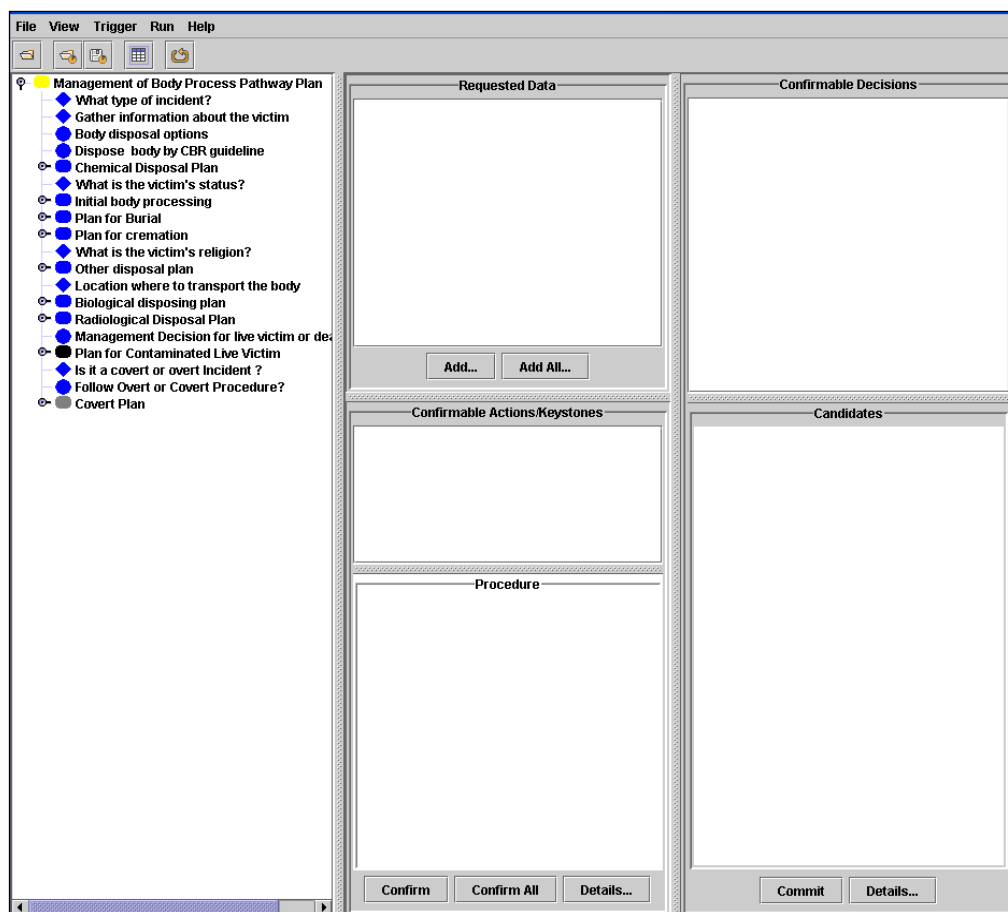 File View Trigger Run Help
Management of Body Process Pathway Plan
What type of incident?
Gather information about the victim
Body disposal options
Dispose body by CBR guideline
Chemical Disposal Plan
What is the victim's status?
Initial body processing
Plan for Burial
Plan for cremation
What is the victim's religion?
Other disposal plan
Location where to transport the body
Biological disposing plan
Radiological Disposal Plan
Management Decision for live victim or dea
Plan for Contaminated Live Victim
Is it a covert or overt Incident ?
Follow Overt or Covert Procedure?
Covert Plan
Requested Data
Add... Add All...
Confirmable Actions/Keystones
Procedure
Confirm Confirm All Details...
Confirmable Decisions
Candidates
Commit Details...